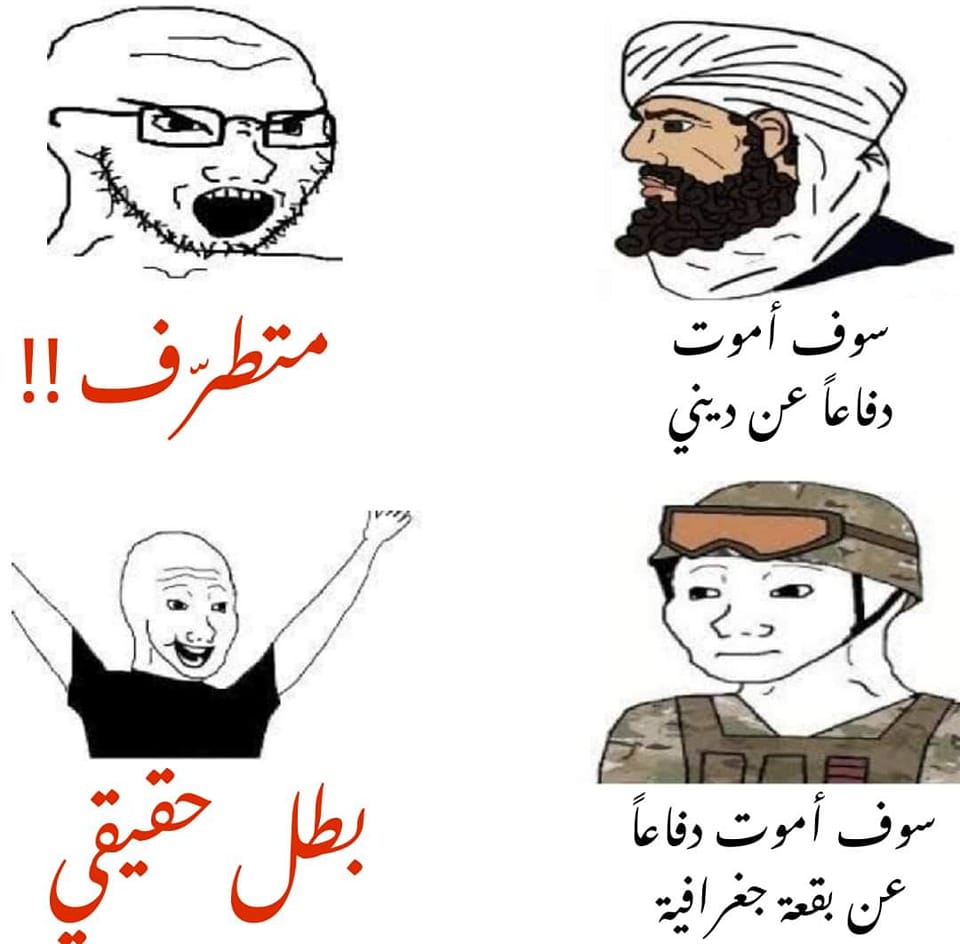 سوف أموت
دفاعاً عن ديني
متطرّف !!
سوف أموت دفاعاً
عن بقعة جغرافية
بطل حقيقي